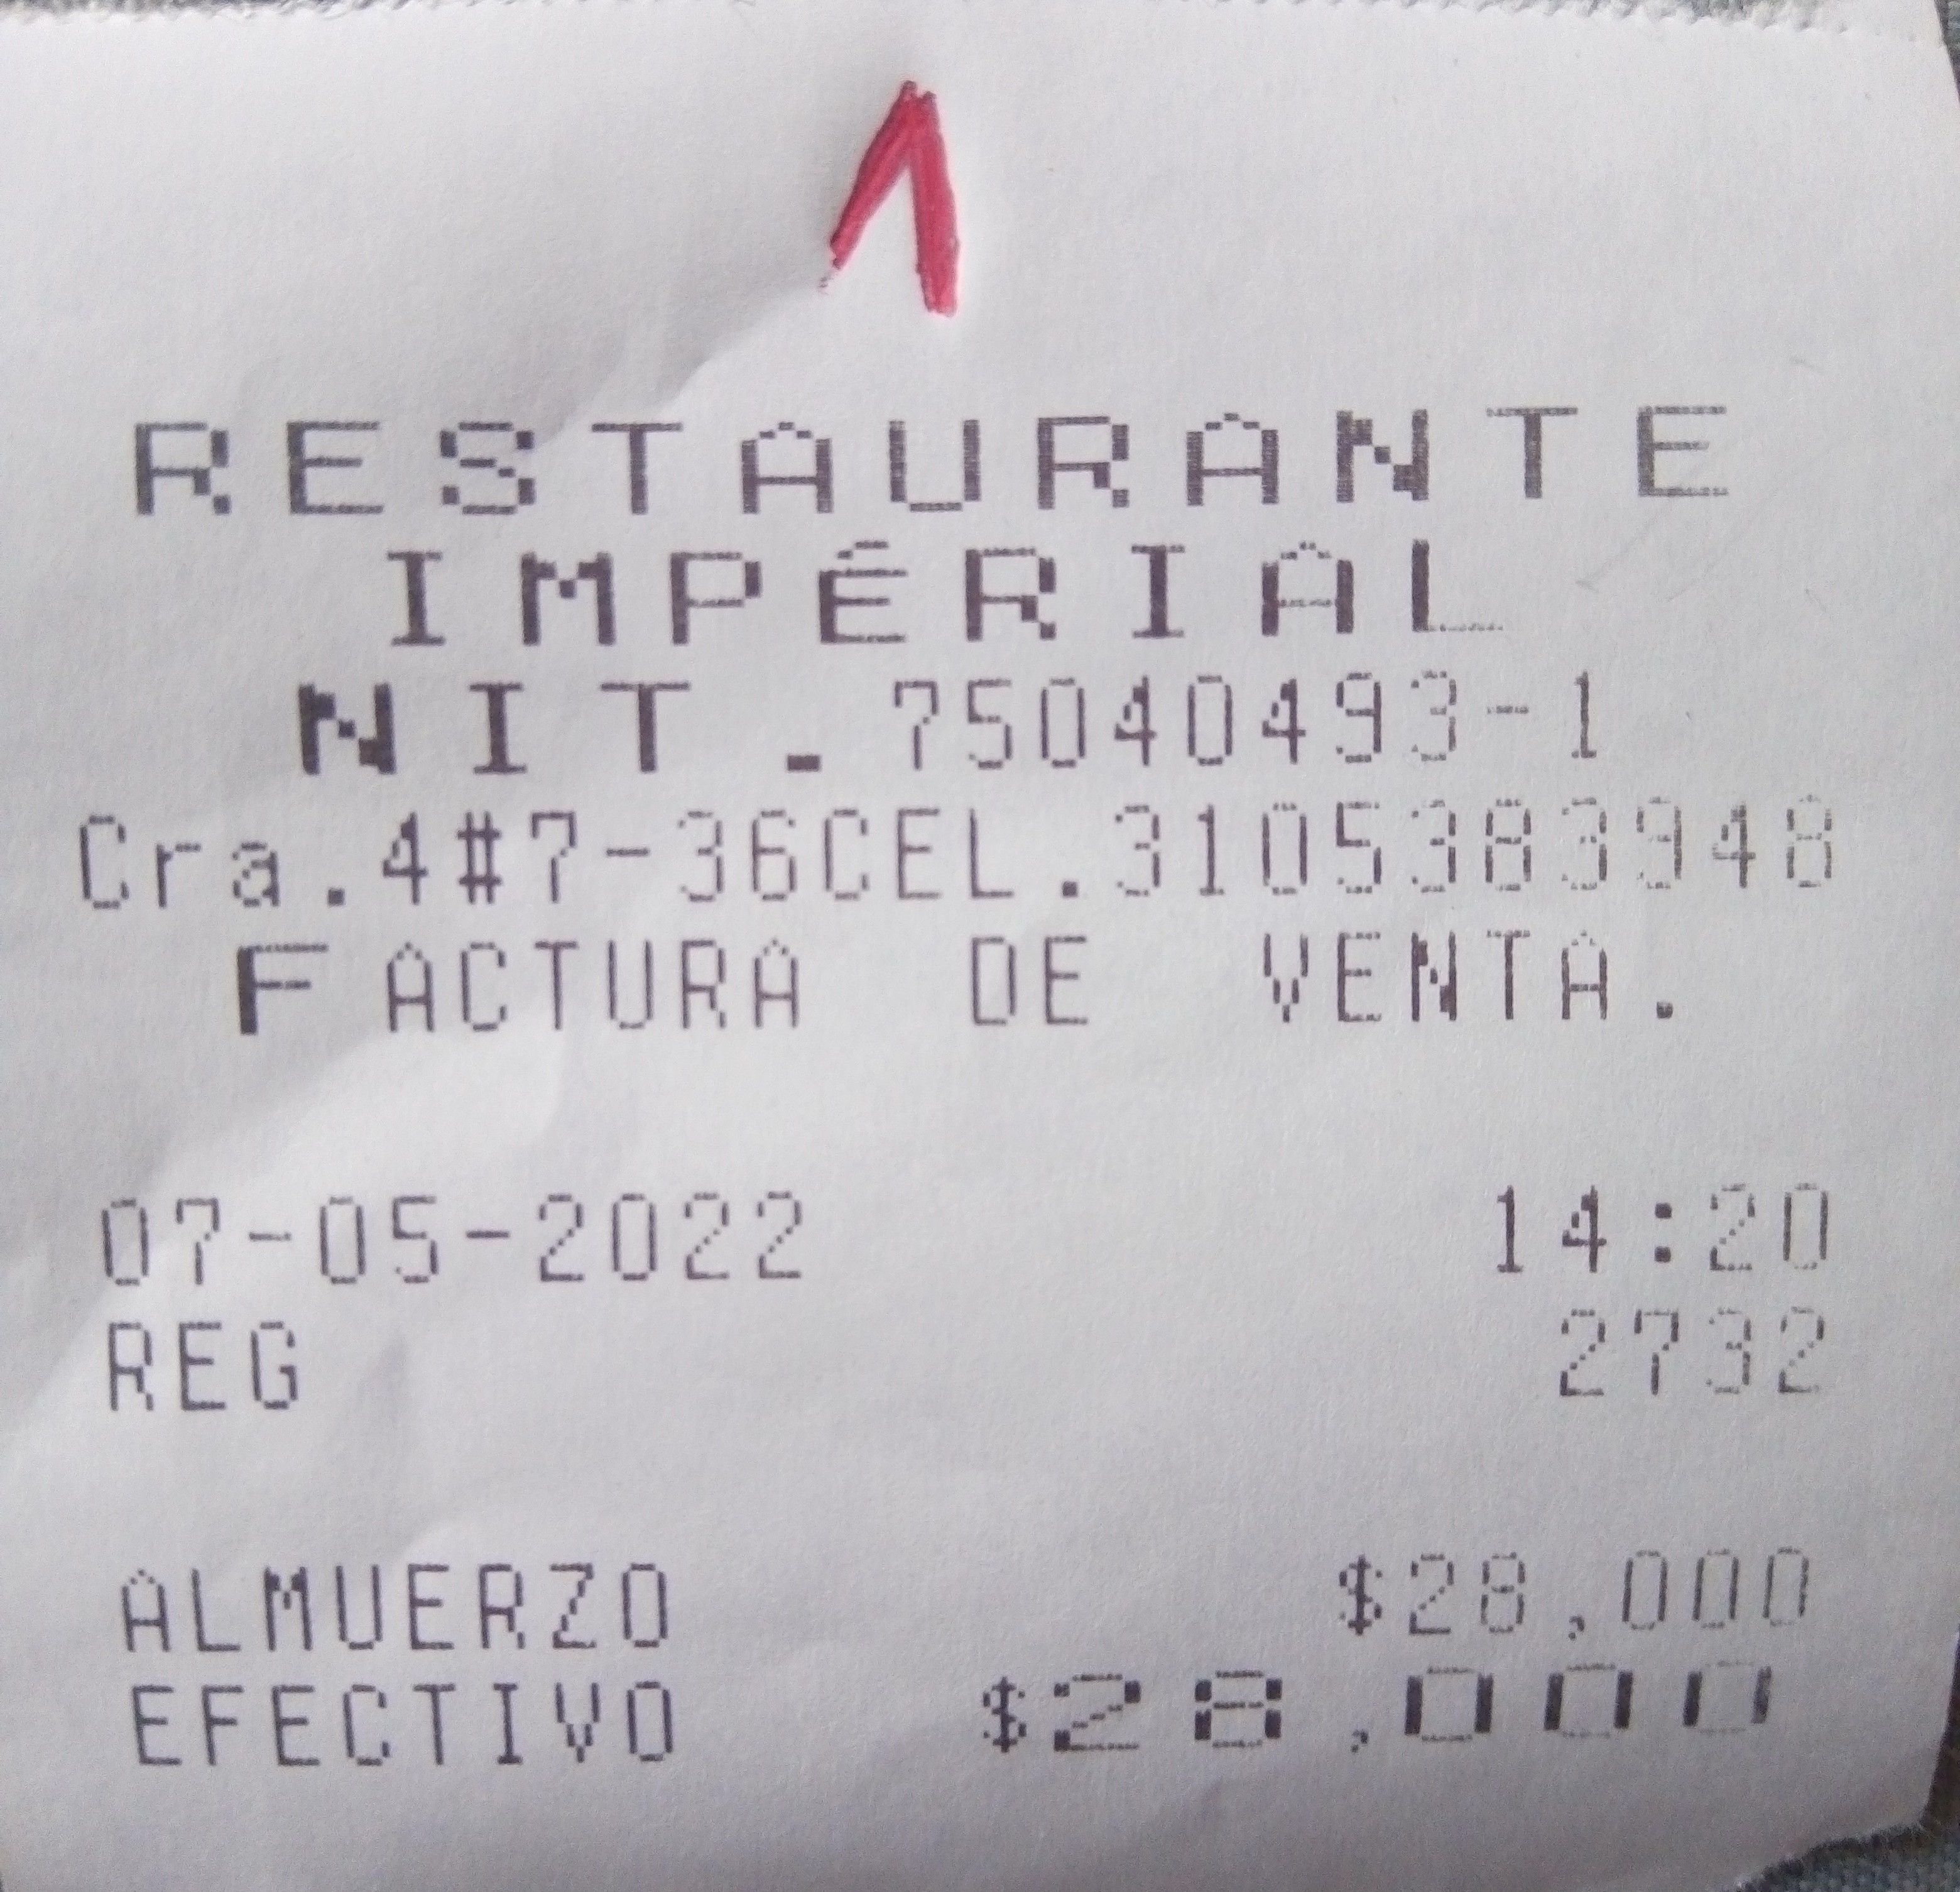 1
RESTAURANTE
IMPÉRIAL
NIT.75040493-1
Cra.4#7-36CEL.3105383948
FACTURA DE VENTA.
07-05-2022 14:20
REG 2732
ALMUERZO $28,000
EFECTIVO $28,000